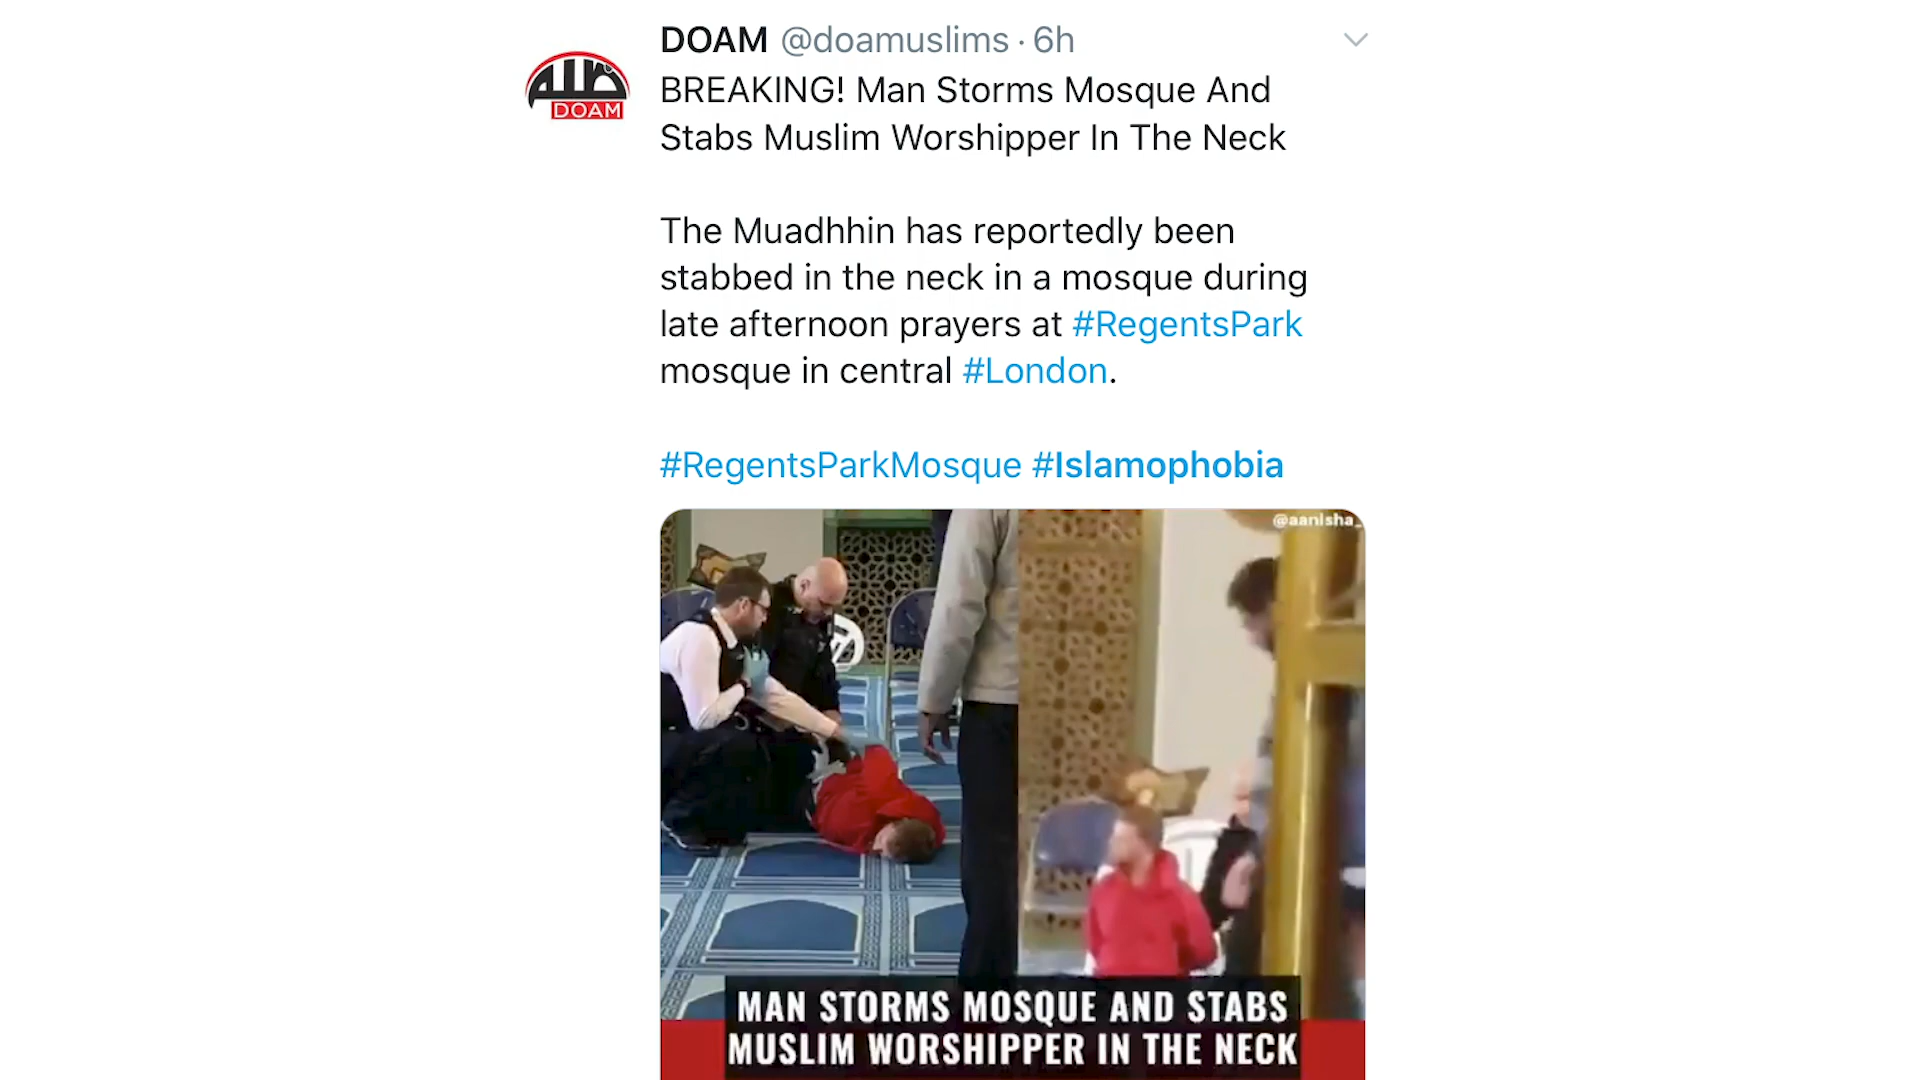 DOAM @doamuslims · 6h
DOAM
BREAKING! Man Storms Mosque And
Stabs Muslim Worshipper In The Neck
The Muadhhin has reportedly been
stabbed in the neck in a mosque during
late afternoon prayers at #RegentsPark
mosque in central #London.
#RegentsParkMosque #Islamophobia
@aanisha_
MAN STORMS MOSQUE AND STABS
MUSLIM WORSHIPPER IN THE NECK